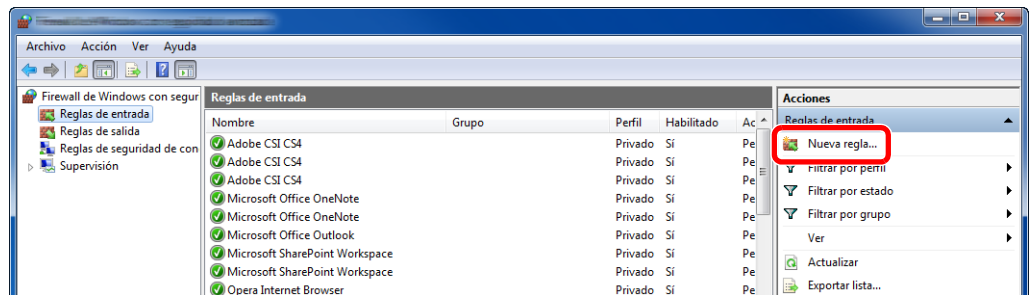 Archivo Acción Ver Ayuda
Firewall de Windows con segur
Reglas de entrada
Reglas de salida
Reglas de seguridad de con
Supervisión
Reglas de entrada
Nombre Grupo Perfil Habilitado Ac
Adobe CSI CS4 Privado Sí Pe
Adobe CSI CS4 Privado Sí Pe
Adobe CSI CS4 Privado Sí Pe
Microsoft Office OneNote Privado Sí Pe
Microsoft Office OneNote Privado Sí Pe
Microsoft Office Outlook Privado Sí Pe
Microsoft SharePoint Workspace Privado Sí Pe
Microsoft SharePoint Workspace Privado Sí Pe
Opera Internet Browser Privado Sí Pe
Acciones
Reglas de entrada
Nueva regla...
Filtrar por perfil
Filtrar por estado
Filtrar por grupo
Ver
Actualizar
Exportar lista...